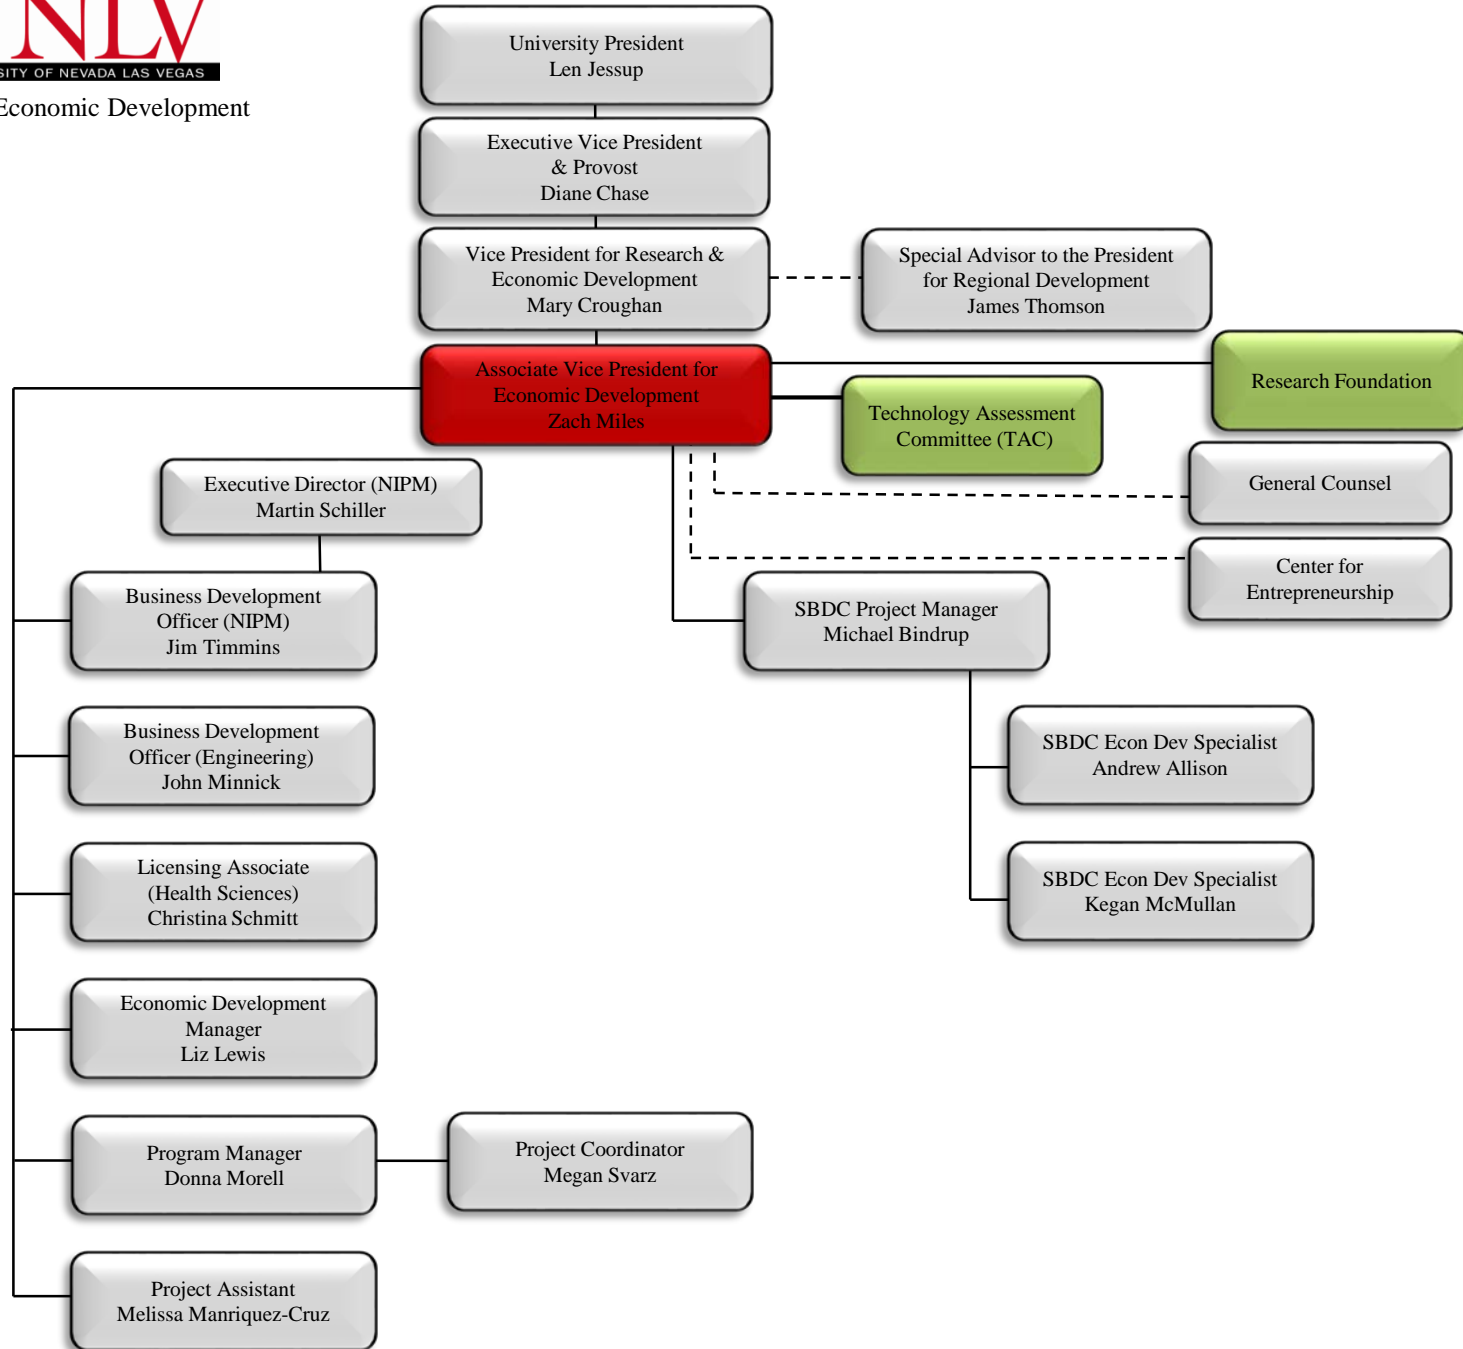 NLV
SITY OF NEVADA LAS VEGAS
Economic Development
University President
Len Jessup
Executive Vice President
& Provost
Diane Chase
Vice President for Research &
Economic Development
Mary Croughan
Special Advisor to the President
for Regional Development
James Thomson
Associate Vice President for
Economic Development
Zach Miles
Research Foundation
Technology Assessment
Committee (TAC)
General Counsel
Executive Director (NIPM)
Martin Schiller
Center for
Entrepreneurship
Business Development
Officer (NIPM)
Jim Timmins
SBDC Project Manager
Michael Bindrup
Business Development
Officer (Engineering)
John Minnick
SBDC Econ Dev Specialist
Andrew Allison
Licensing Associate
(Health Sciences)
Christina Schmitt
SBDC Econ Dev Specialist
Kegan McMullan
Economic Development
Manager
Liz Lewis
Program Manager
Donna Morell
Project Coordinator
Megan Svarz
Project Assistant
Melissa Manriquez-Cruz